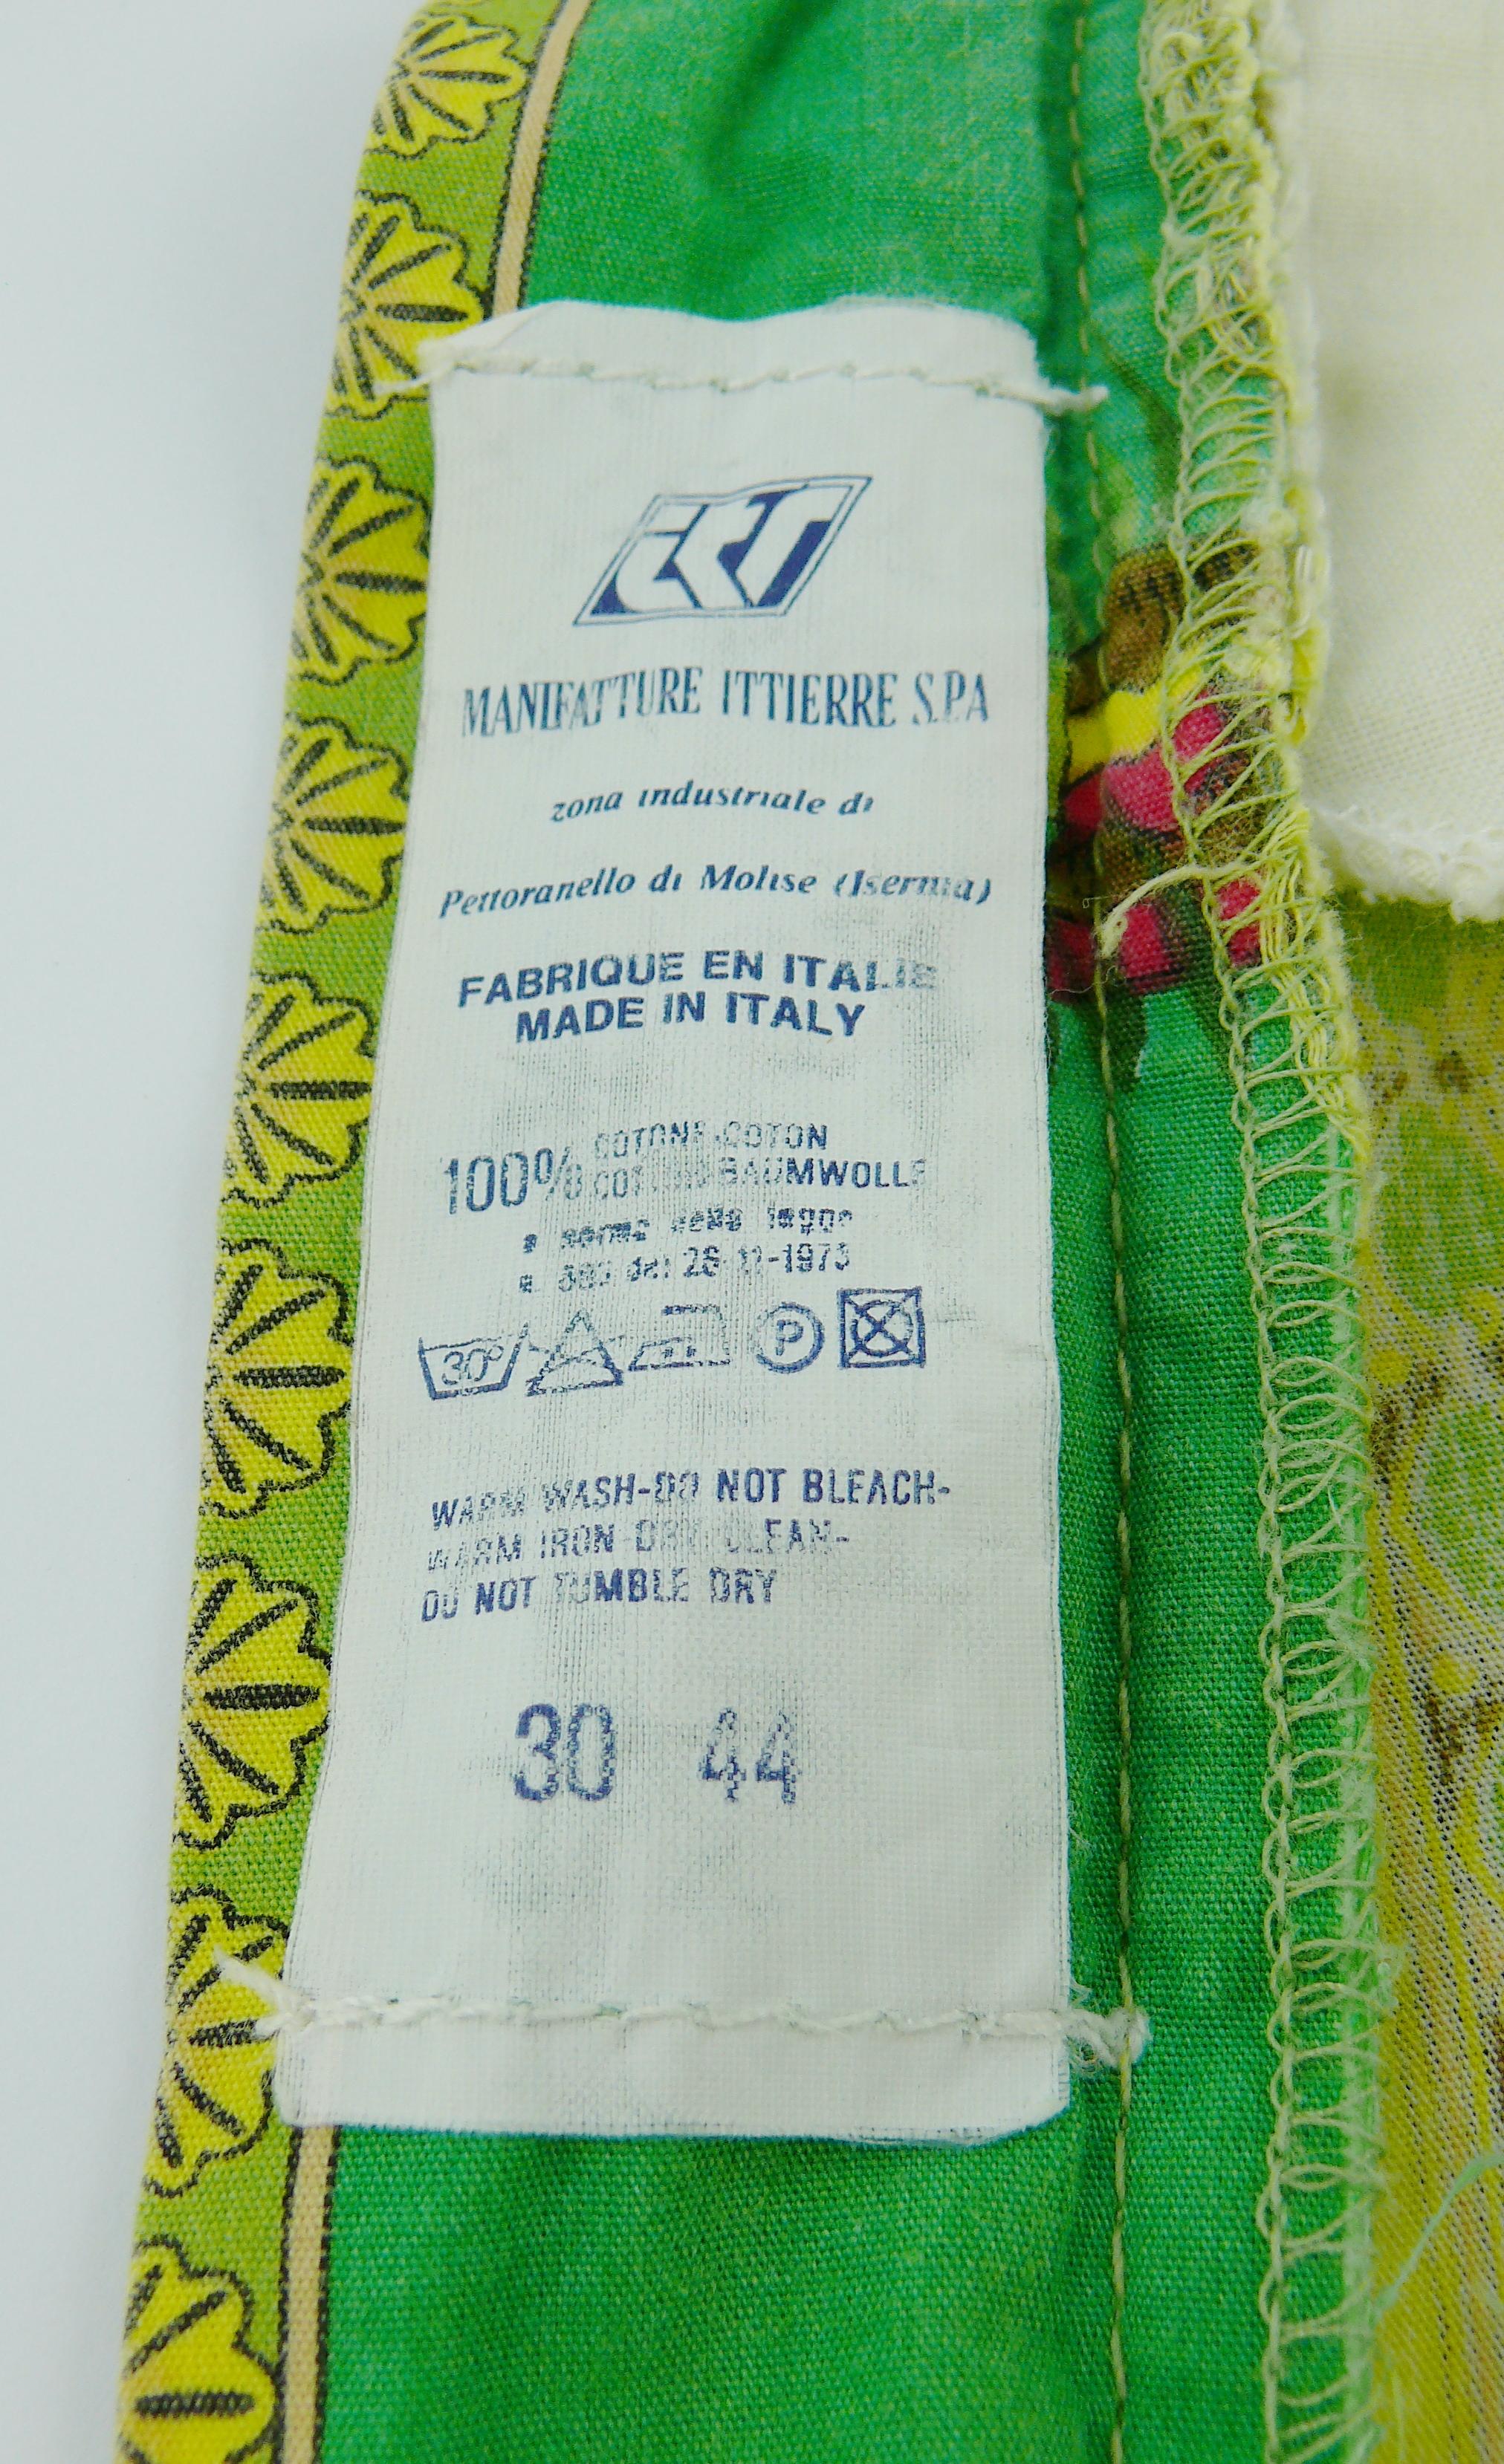 MANIFATTURE ITTIERRE S.P.A
zona industriale di
Pettoranello di Molise (Isernia)
FABRIQUE EN ITALIE
MADE IN ITALY
100% COTONE-COTON
COTTON BAUMWOLLE
a norma della legge
883 del 26-11-1973
30° P
WARM WASH-DO NOT BLEACH-
WARM IRON-DRY CLEAN-
DO NOT TUMBLE DRY
30 44